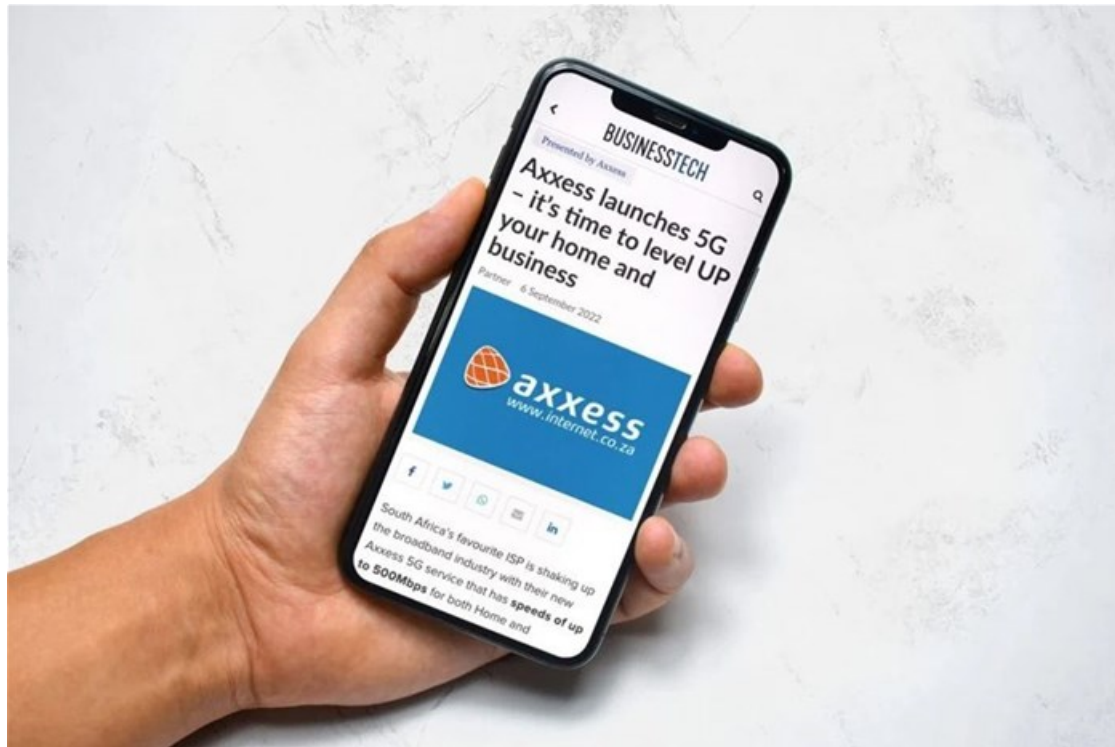 BUSINESSTECH
Presented by Axxess
Axxess launches 5G
– it's time to level UP
your home and
business
Partner 6 September 2022
axxess
www.internet.co.za
f
in
South Africa's favourite ISP is shaking up
the broadband industry with their new
Axxess 5G service that has speeds of up
to 500Mbps for both Home and